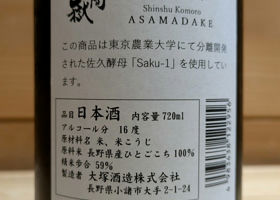 Shinshu Komoro
ASAMADAKE
この商品は東京農業大学にて分離開発
された佐久酵母「Saku-1」を使用してい
ます。
品目 日本酒 内容量 720ml
アルコール分 16度
原材料名 米、米こうじ
原料米 長野県産ひとごこち100%
精米歩合 59%
製造者 大塚酒造株式会社
長野県小諸市大手2-1-24